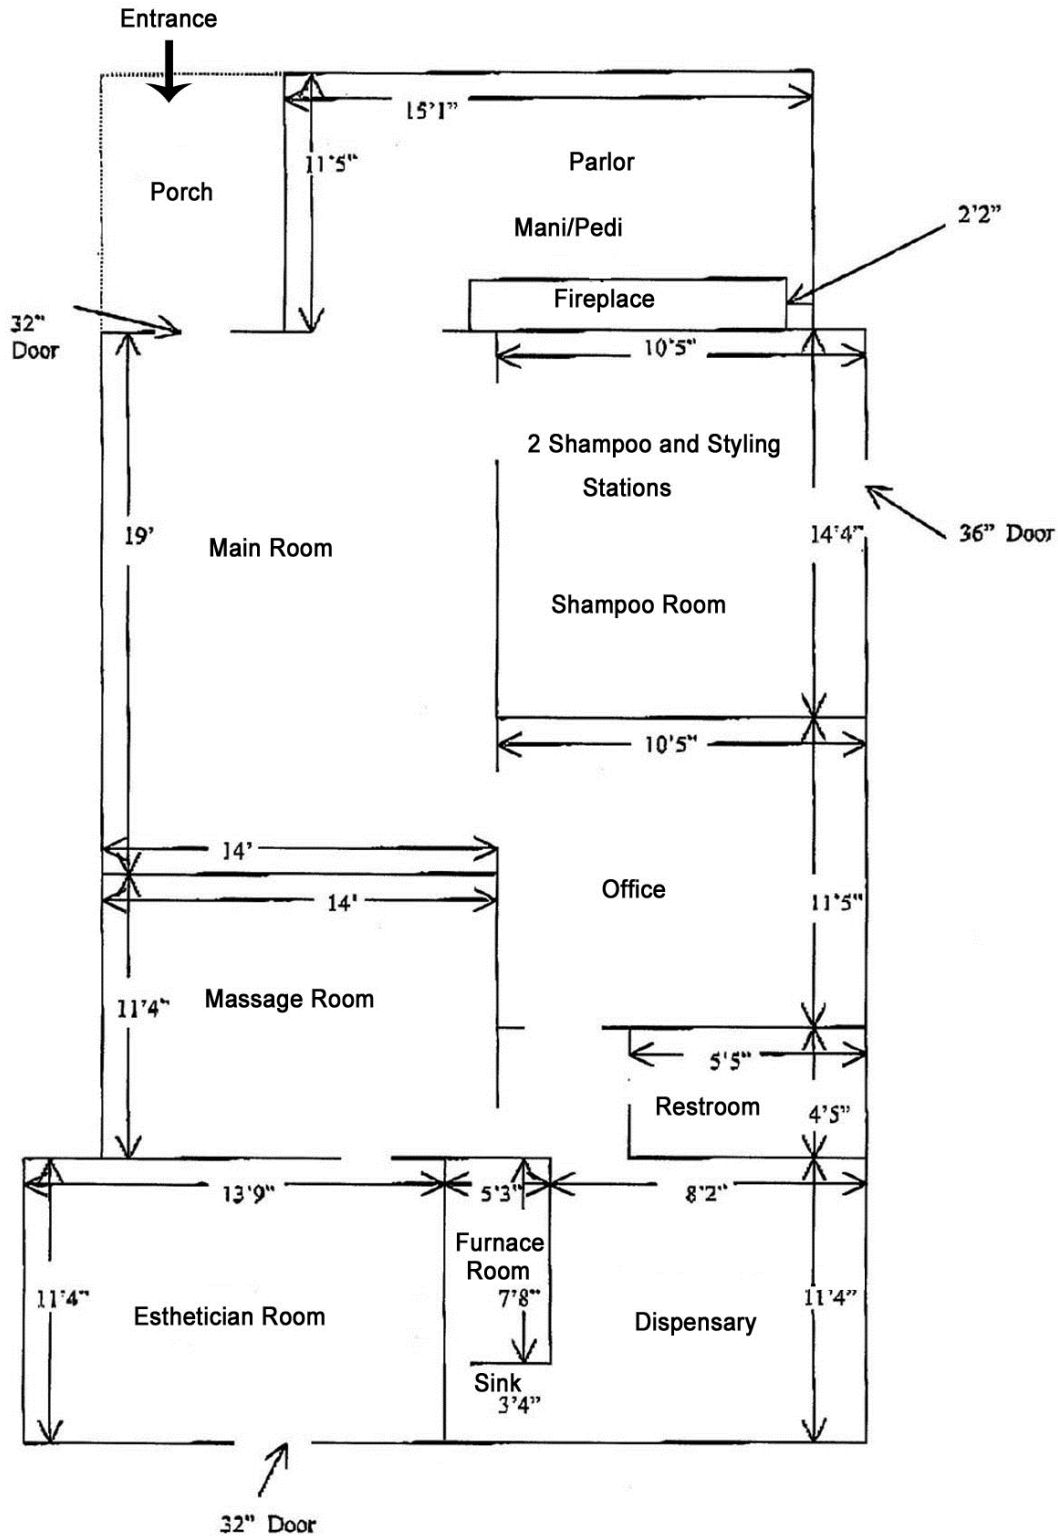 Entrance
15'1"
11'5"
Parlor
Porch
Mani/Pedi
2'2"
Fireplace
32"
Door
10'5"
2 Shampoo and Styling
Stations
19'
Main Room
14'4"
36" Door
Shampoo Room
10'5"
14'
Office
14'
11'5"
Massage Room
11'4"
5'5"
Restroom
4'5"
13'9"
5'3"
8'2"
Furnace
Room
11'4"
7'8"
11'4"
Esthetician Room
Dispensary
Sink
3'4"
32" Door